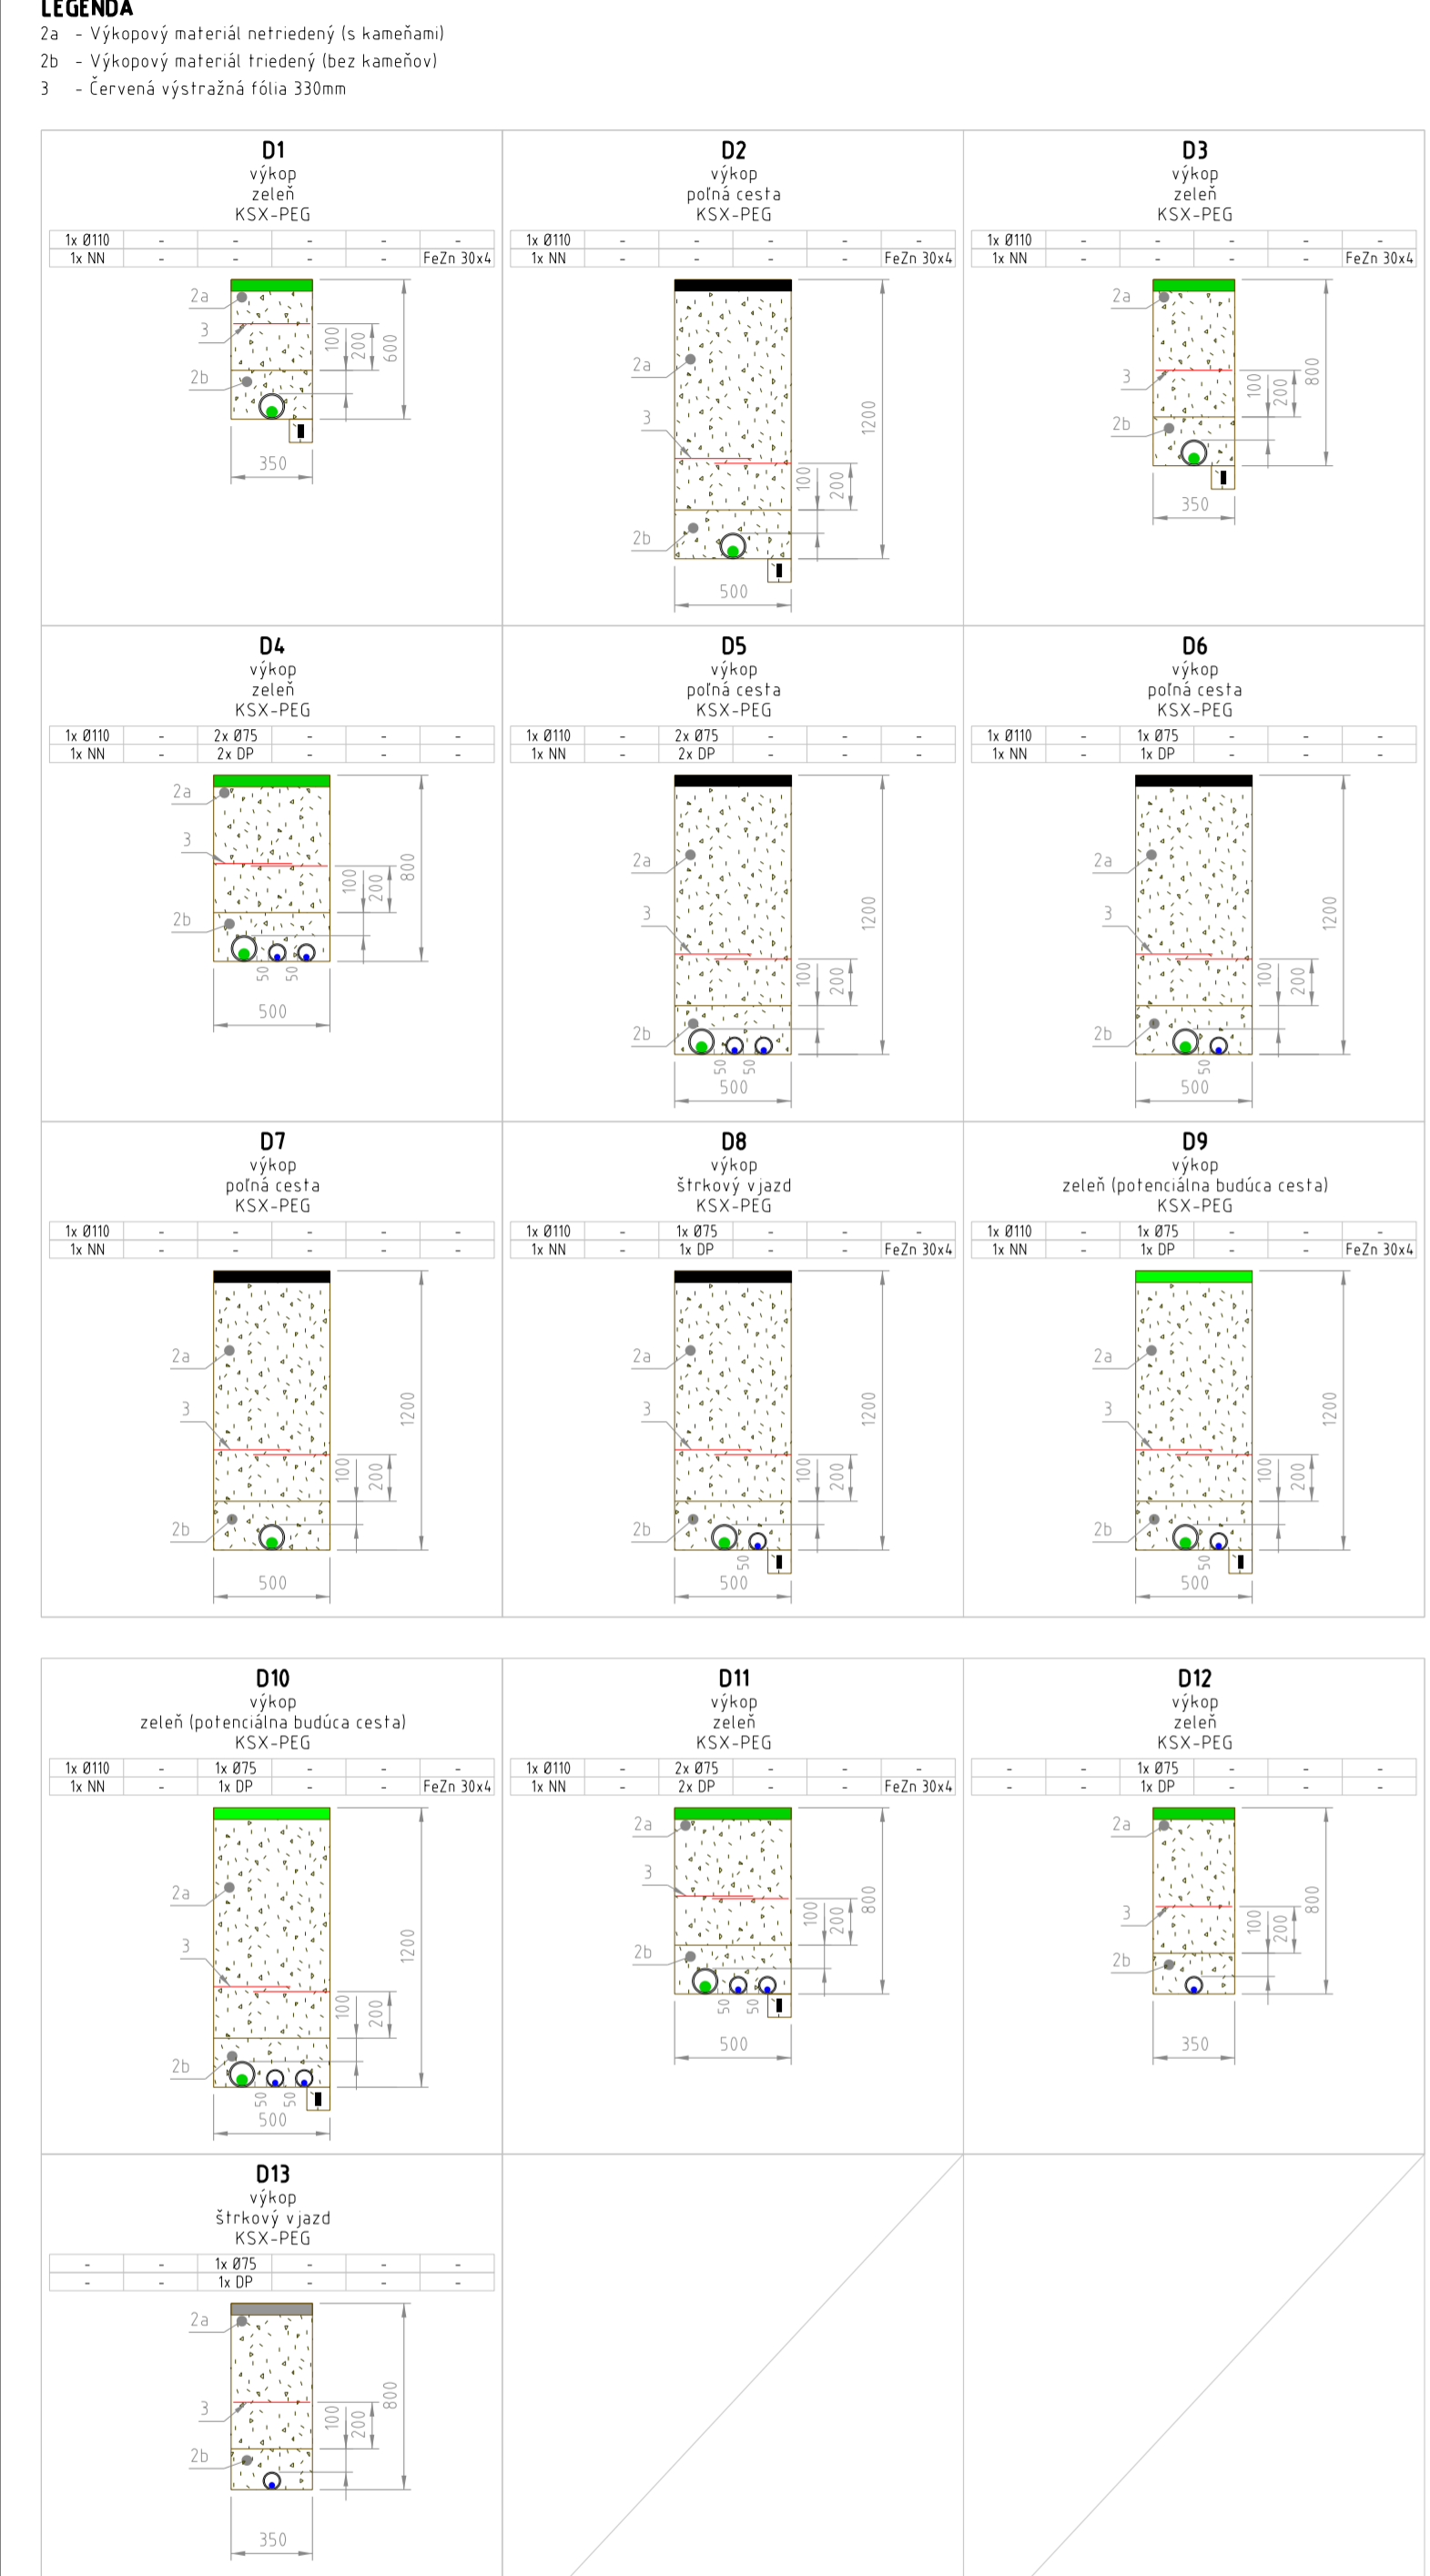 LEGENDA
2a - Výkopový materiál netriedený (s kameňami)
2b - Výkopový materiál triedený (bez kameňov)
3 - Červená výstražná fólia 330mm
D1
výkop
zeleň
KSX-PEG
1x Ø110 - - - - -
1x NN - - - - FeZn 30x4
2a
3
2b
100
200
600
350
D2
výkop
poľná cesta
KSX-PEG
1x Ø110 - - - - -
1x NN - - - - FeZn 30x4
2a
3
2b
100
200
1200
500
D3
výkop
zeleň
KSX-PEG
1x Ø110 - - - - -
1x NN - - - - FeZn 30x4
2a
3
2b
100
200
800
350
D4
výkop
zeleň
KSX-PEG
1x Ø110 - 2x Ø75 - - -
1x NN - 2x DP - - -
2a
3
2b
100
200
800
50 50
500
D5
výkop
poľná cesta
KSX-PEG
1x Ø110 - 2x Ø75 - - -
1x NN - 2x DP - - -
2a
3
2b
100
200
1200
50 50
500
D6
výkop
poľná cesta
KSX-PEG
1x Ø110 - 1x Ø75 - - -
1x NN - 1x DP - - -
2a
3
2b
100
200
1200
50
500
D7
výkop
poľná cesta
KSX-PEG
1x Ø110 - - - - -
1x NN - - - - -
2a
3
2b
100
200
1200
500
D8
výkop
štrkový vjazd
KSX-PEG
1x Ø110 - 1x Ø75 - - -
1x NN - 1x DP - - FeZn 30x4
2a
3
2b
100
200
1200
50
500
D9
výkop
zeleň (potenciálna budúca cesta)
KSX-PEG
1x Ø110 - 1x Ø75 - - -
1x NN - 1x DP - - FeZn 30x4
2a
3
2b
100
200
1200
50
500
D10
výkop
zeleň (potenciálna budúca cesta)
KSX-PEG
1x Ø110 - 1x Ø75 - - -
1x NN - 1x DP - - FeZn 30x4
2a
3
2b
100
200
1200
50 50
500
D11
výkop
zeleň
KSX-PEG
1x Ø110 - 2x Ø75 - - -
1x NN - 2x DP - - FeZn 30x4
2a
3
2b
100
200
800
50 50
500
D12
výkop
zeleň
KSX-PEG
- - 1x Ø75 - - -
- - 1x DP - - -
2a
3
2b
100
200
800
350
D13
výkop
štrkový vjazd
KSX-PEG
- - 1x Ø75 - - -
- - 1x DP - - -
2a
3
2b
100
200
800
350